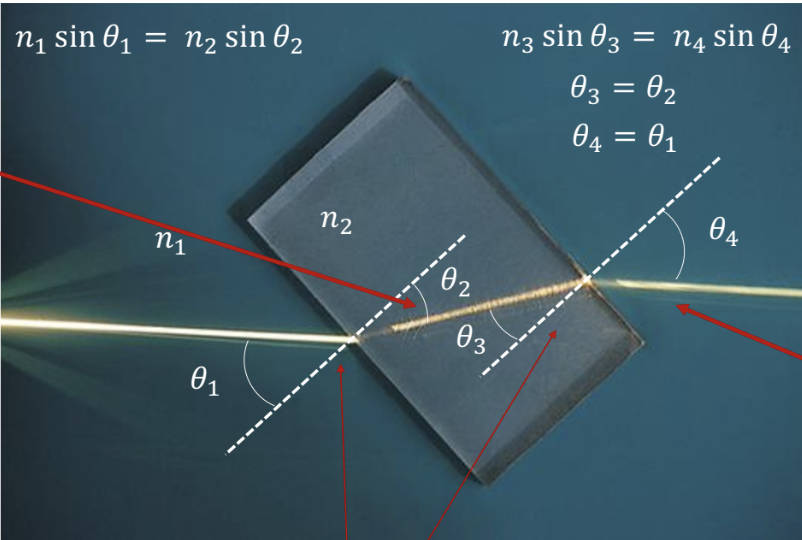 n₁ sin θ₁ = n₂ sin θ₂
n₃ sin θ₃ = n₄ sin θ₄
θ₃ = θ₂
θ₄ = θ₁
n₂
n₁
θ₄
θ₂
θ₃
θ₁